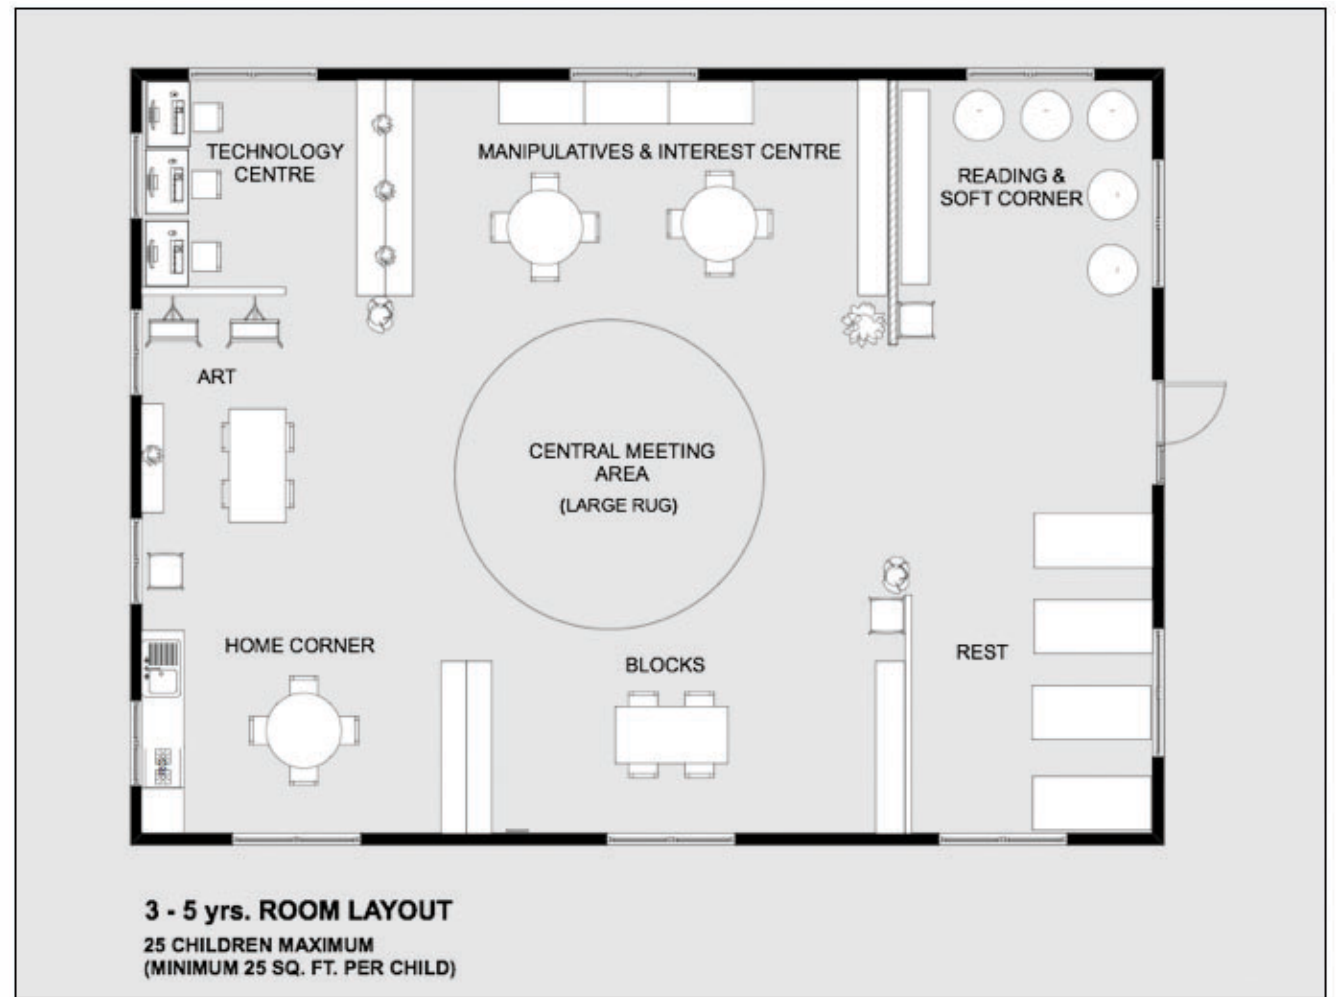 TECHNOLOGY
CENTRE
MANIPULATIVES & INTEREST CENTRE
READING &
SOFT CORNER
ART
CENTRAL MEETING
AREA
(LARGE RUG)
HOME CORNER
BLOCKS
REST
3 - 5 yrs. ROOM LAYOUT
25 CHILDREN MAXIMUM
(MINIMUM 25 SQ. FT. PER CHILD)